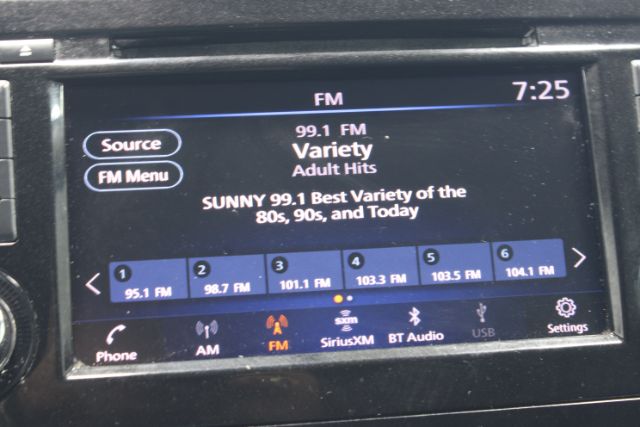 FM
7:25
Source
FM Menu
99.1 FM
Variety
Adult Hits
SUNNY 99.1 Best Variety of the
80s, 90s, and Today
1
95.1 FM
2
98.7 FM
3
101.1 FM
4
103.3 FM
5
103.5 FM
6
104.1 FM
Phone
AM
FM
sxm
SiriusXM
BT Audio
USB
Settings